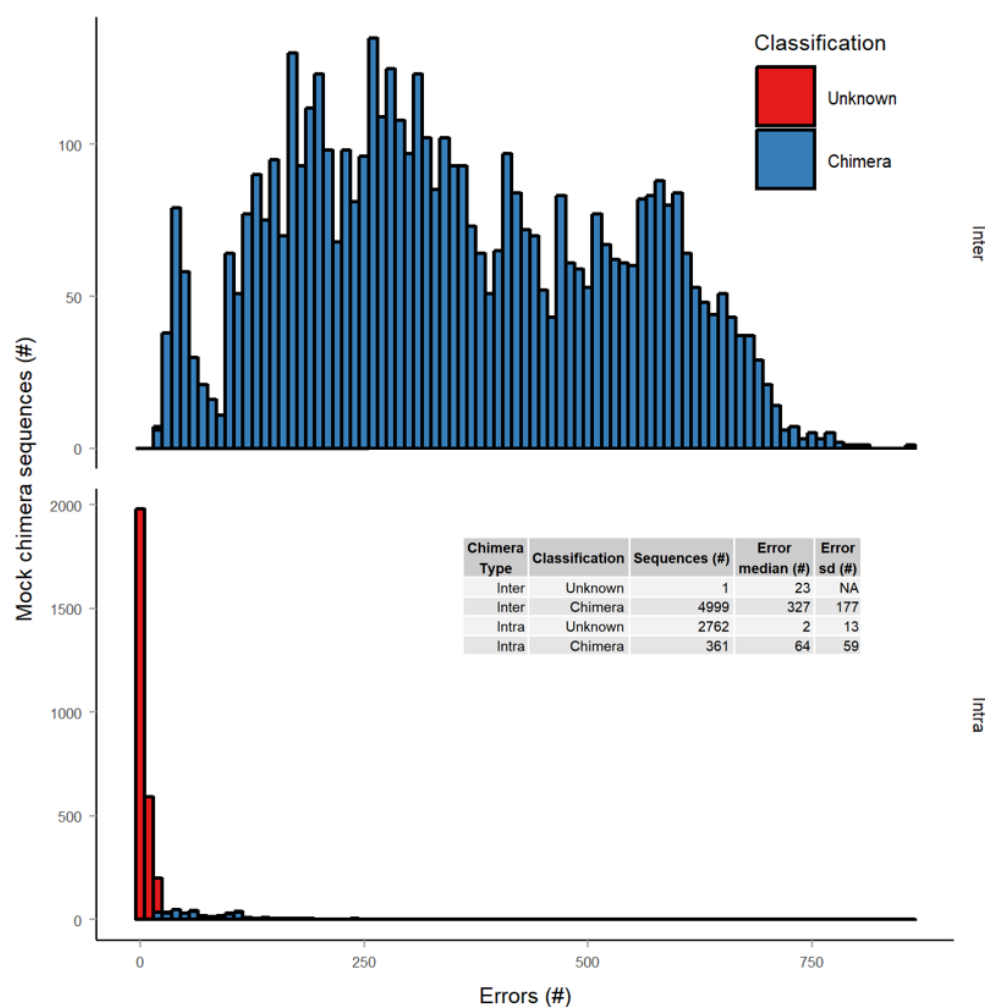 Classification
Unknown
Chimera
100
50
0
Inter
Mock chimera sequences (#)
2000
1500
1000
500
0
Chimera Type Classification Sequences (#) Error median (#) Error sd (#)
Inter Unknown 1 23 NA
Inter Chimera 4999 327 177
Intra Unknown 2762 2 13
Intra Chimera 361 64 59
Intra
0 250 500 750
Errors (#)